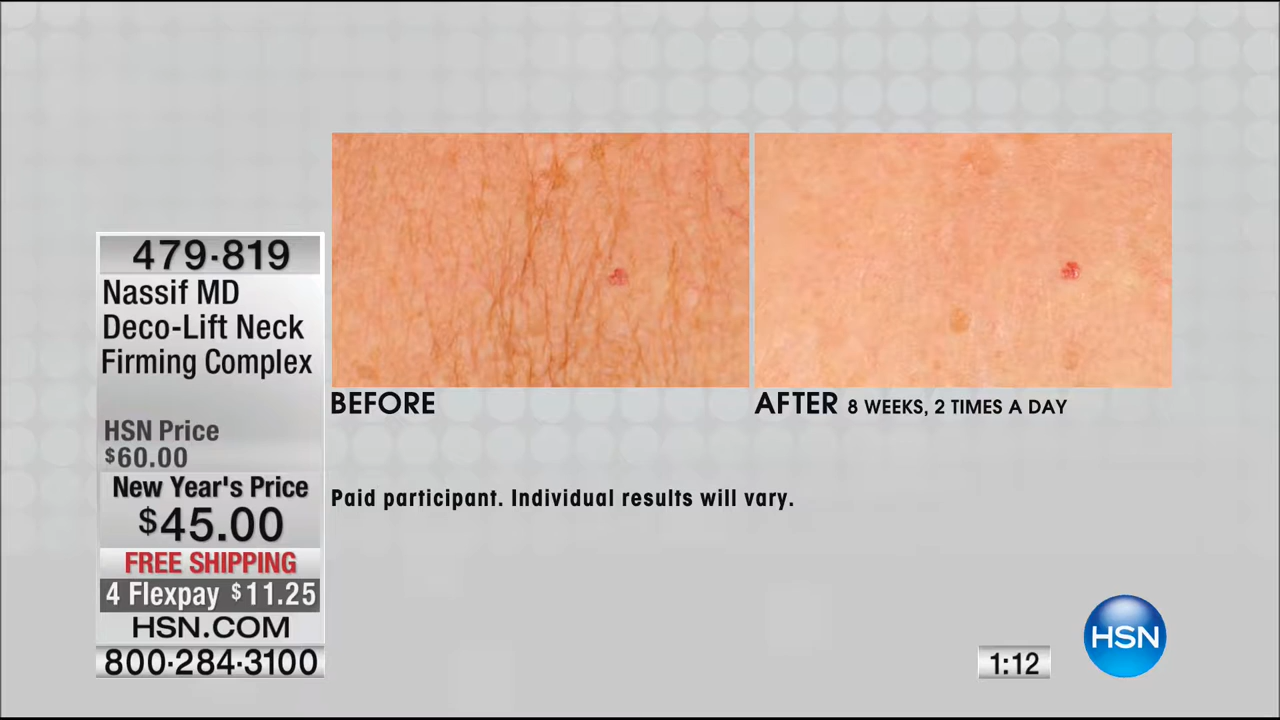 479·819
Nassif MD
Deco-Lift Neck
Firming Complex
HSN Price
$60.00
New Year's Price
$45.00
FREE SHIPPING
4 Flexpay $11.25
HSN.COM
800·284·3100
BEFORE
AFTER 8 WEEKS, 2 TIMES A DAY
Paid participant. Individual results will vary.
1:12
HSN